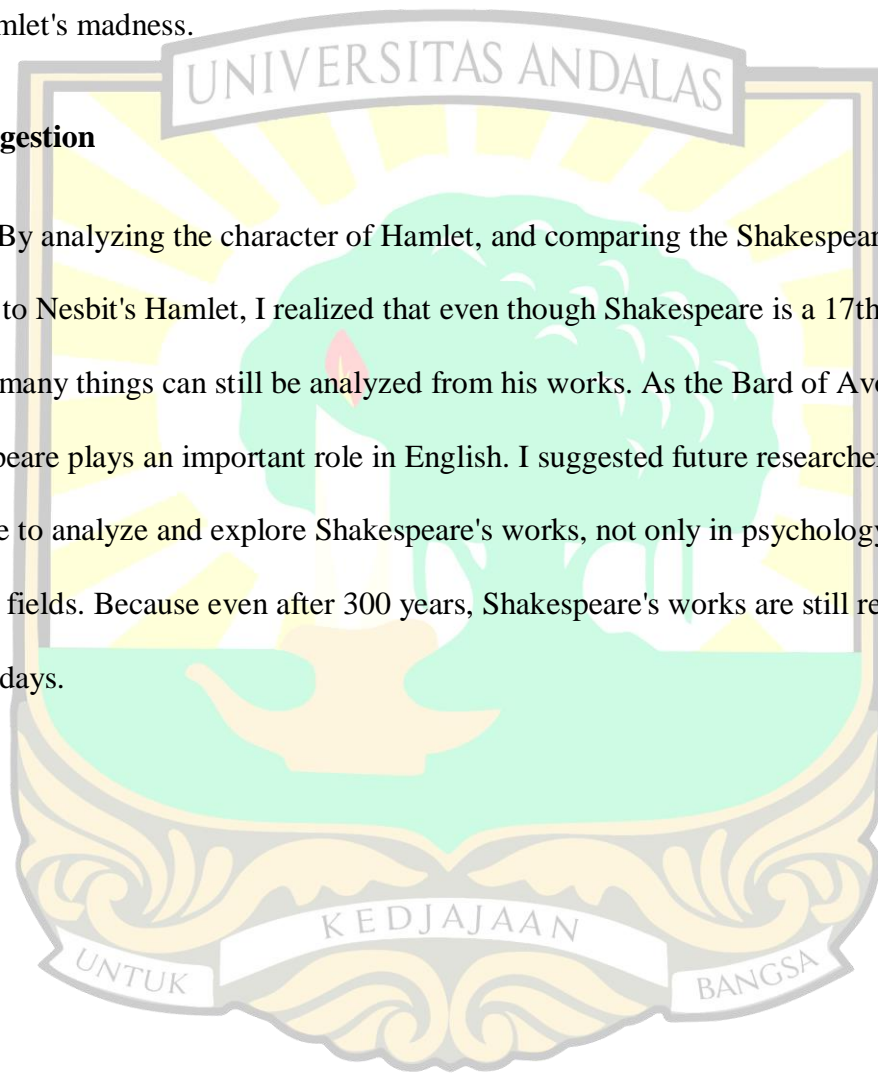 mlet's madness.
UNIVERSITAS ANDALAS
gestion
By analyzing the character of Hamlet, and comparing the Shakespear
to Nesbit's Hamlet, I realized that even though Shakespeare is a 17th
many things can still be analyzed from his works. As the Bard of Avo
peare plays an important role in English. I suggested future researcher
e to analyze and explore Shakespeare's works, not only in psychology
fields. Because even after 300 years, Shakespeare's works are still re
days.
UNTUK
KEDJAJAAN
BANGSA